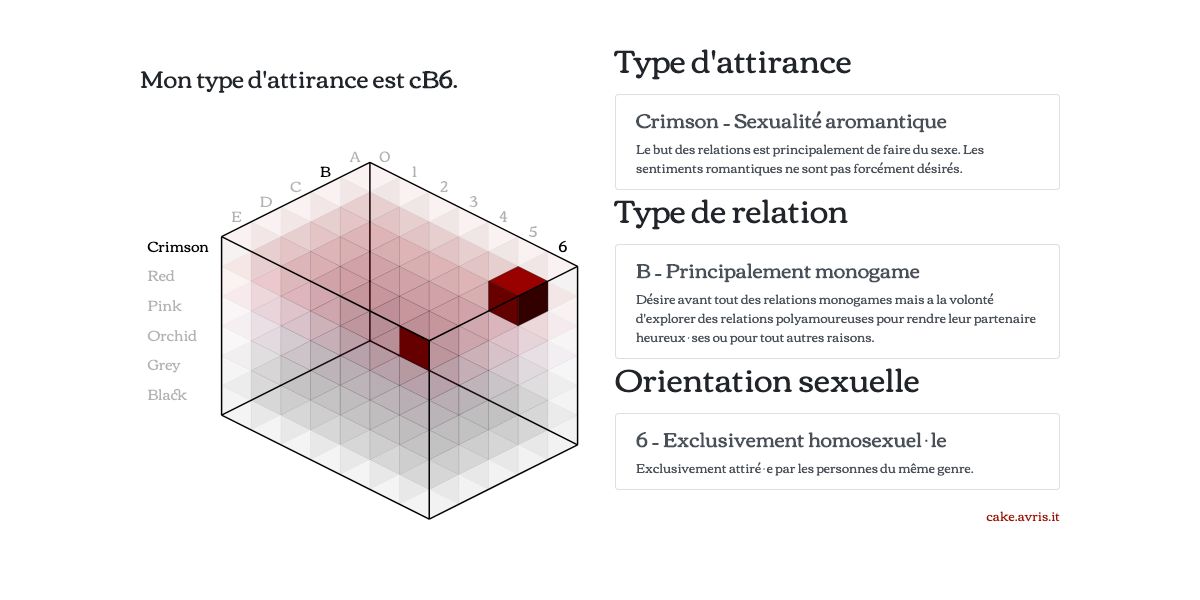 Mon type d'attirance est cB6.
A O
B 1
C 2
D 3
E 4
5
6
Crimson
Red
Pink
Orchid
Grey
Black
Type d'attirance
Crimson - Sexualité aromantique
Le but des relations est principalement de faire du sexe. Les
sentiments romantiques ne sont pas forcément désirés.
Type de relation
B - Principalement monogame
Désire avant tout des relations monogames mais a la volonté
d'explorer des relations polyamoureuses pour rendre leur partenaire
heureux·ses ou pour tout autres raisons.
Orientation sexuelle
6 - Exclusivement homosexuel·le
Exclusivement attiré·e par les personnes du même genre.
cake.avris.it